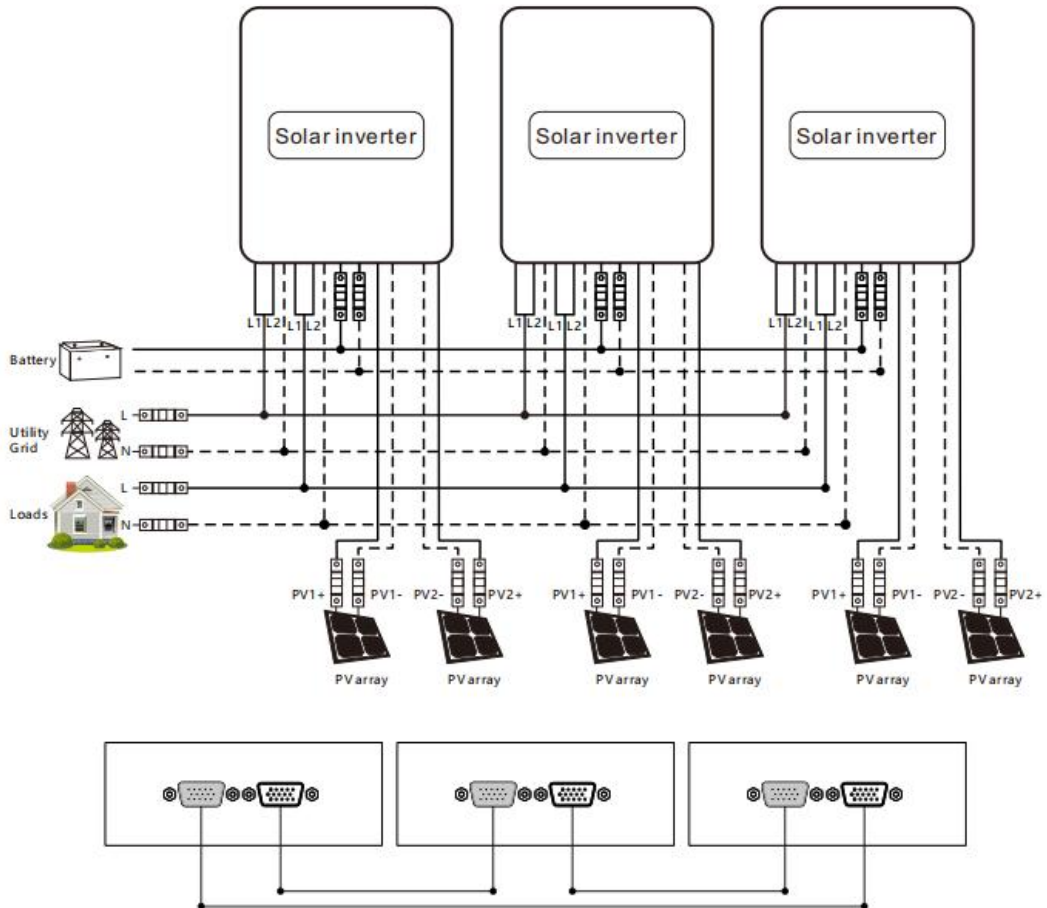 Solar inverter Solar inverter Solar inverter
L1 L2 L1 L2 L1 L2 L1 L2 L1 L2 L1 L2
Battery
L
Utility
Grid
N
L
Loads
N
PV1+ PV1- PV2- PV2+ PV1+ PV1- PV2- PV2+ PV1+ PV1- PV2- PV2+
PV array PV array PV array PV array PV array PV array